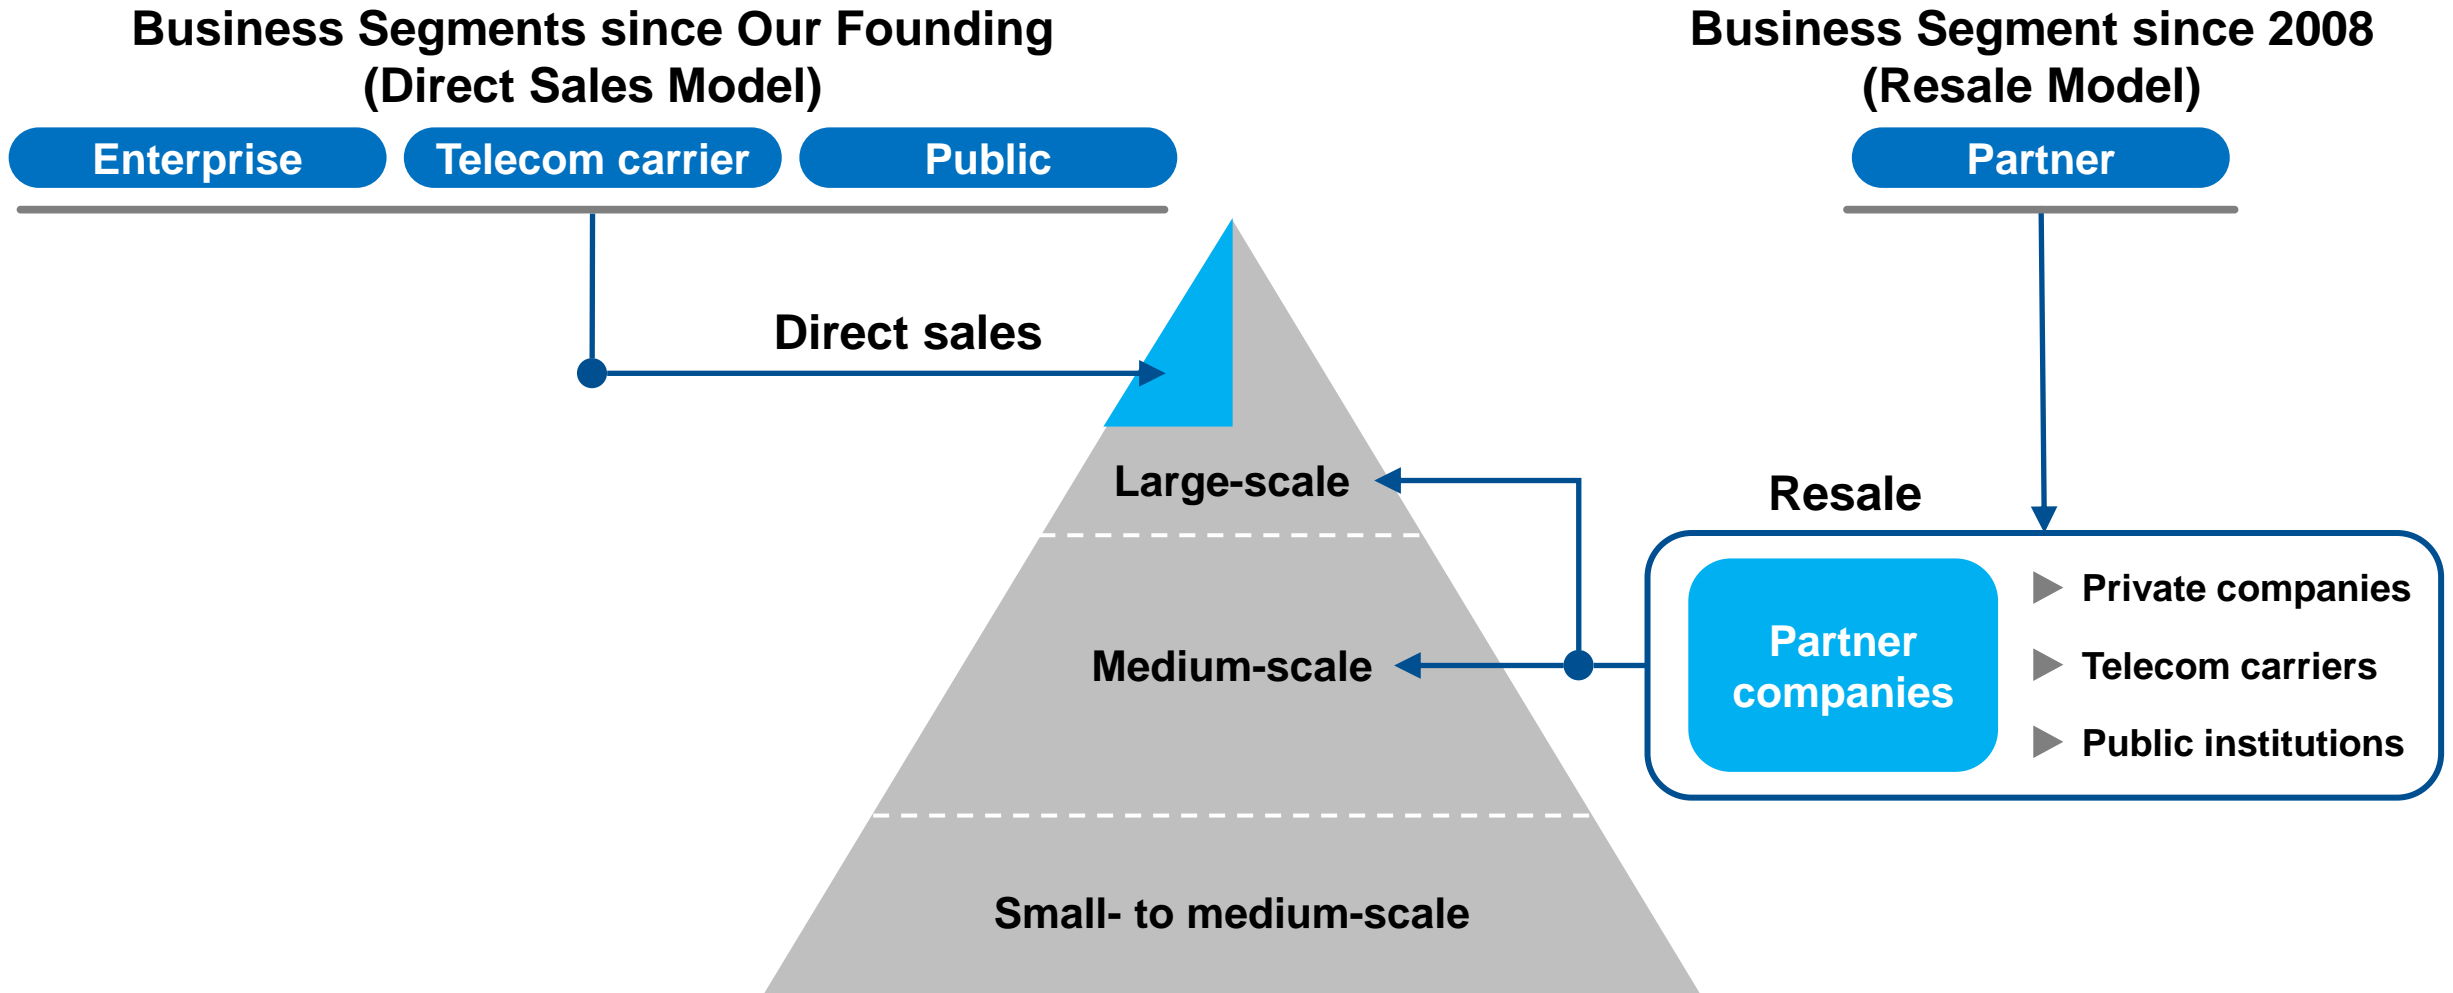 Business Segments since Our Founding
(Direct Sales Model)
Enterprise
Telecom carrier
Public
Business Segment since 2008
(Resale Model)
Partner
Direct sales
Large-scale
Medium-scale
Small- to medium-scale
Resale
Partner
companies
Private companies
Telecom carriers
Public institutions